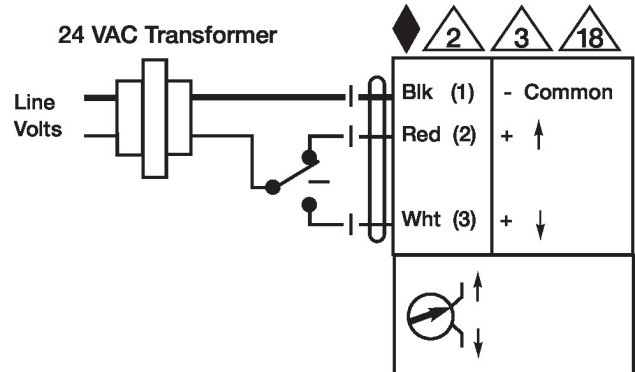 24 VAC Transformer
2 3 18
Line
Volts
Blk (1) - Common
Red (2) +
Wht (3) +